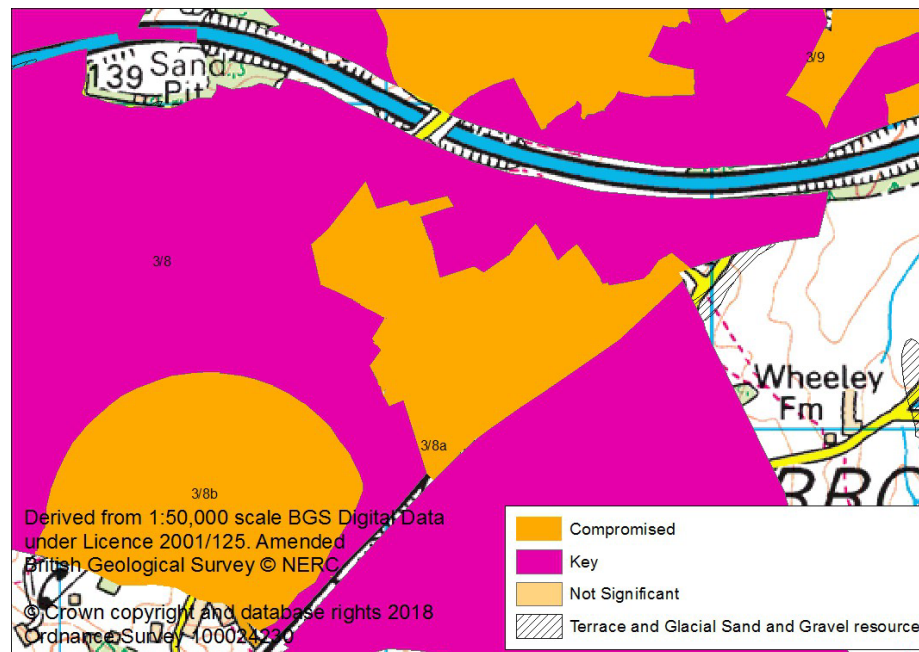 3/9
139 Sand
Pit
3/8
Wheeley
Fm
3/8a
3/8b
Derived from 1:50,000 scale BGS Digital Data
under Licence 2001/125. Amended
British Geological Survey © NERC
© Crown copyright and database rights 2018
Ordnance Survey 100024230
Compromised
Key
Not Significant
Terrace and Glacial Sand and Gravel resource